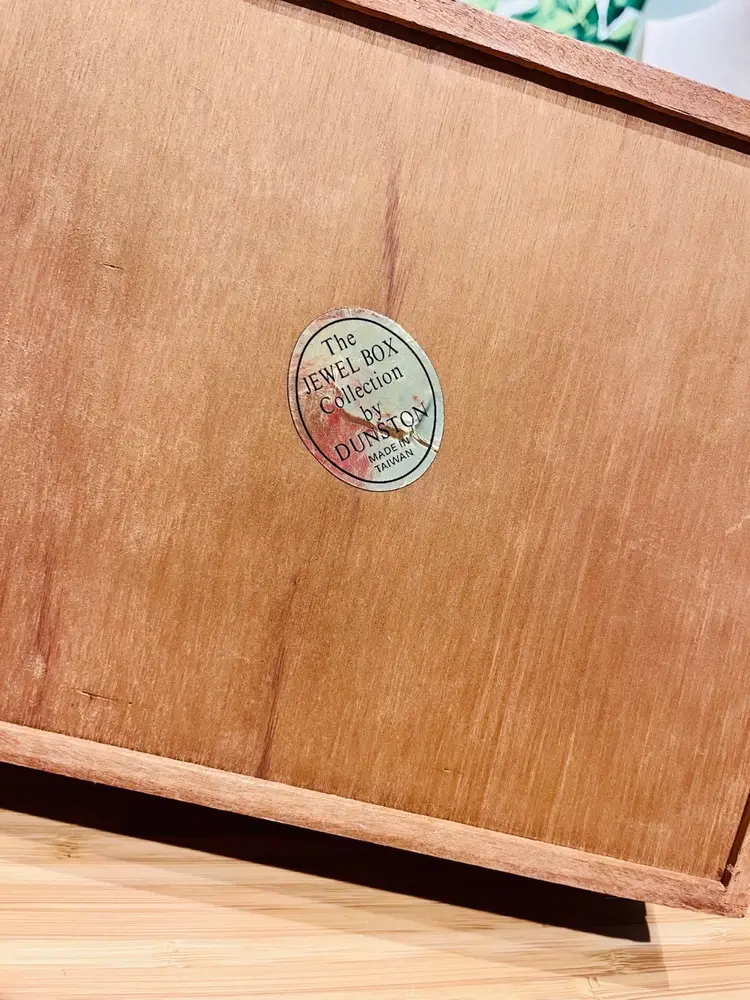 The
JEWEL BOX
Collection
by
DUNSTON
MADE IN
TAIWAN